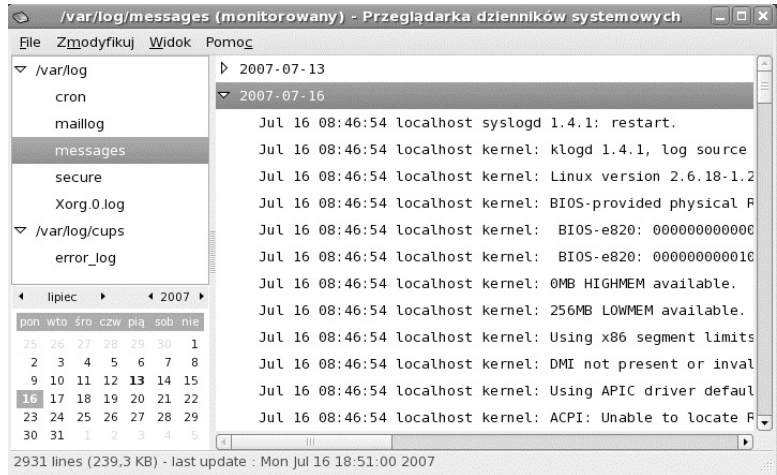 /var/log/messages (monitorowany) - Przeglądarka dzienników systemowych
File Zmodyfikuj Widok Pomoc
/var/log
cron
maillog
messages
secure
Xorg.0.log
/var/log/cups
error_log
lipiec 2007
pon wto śro czw pią sob nie
25 26 27 28 29 30 1
2 3 4 5 6 7 8
9 10 11 12 13 14 15
16 17 18 19 20 21 22
23 24 25 26 27 28 29
30 31 1 2 3 4 5
2007-07-13
2007-07-16
Jul 16 08:46:54 localhost syslogd 1.4.1: restart.
Jul 16 08:46:54 localhost kernel: klogd 1.4.1, log source
Jul 16 08:46:54 localhost kernel: Linux version 2.6.18-1.2
Jul 16 08:46:54 localhost kernel: BIOS-provided physical R
Jul 16 08:46:54 localhost kernel: BIOS-e820: 000000000000
Jul 16 08:46:54 localhost kernel: BIOS-e820: 000000000010
Jul 16 08:46:54 localhost kernel: 0MB HIGHMEM available.
Jul 16 08:46:54 localhost kernel: 256MB LOWMEM available.
Jul 16 08:46:54 localhost kernel: Using x86 segment limits
Jul 16 08:46:54 localhost kernel: DMI not present or inval
Jul 16 08:46:54 localhost kernel: Using APIC driver defaul
Jul 16 08:46:54 localhost kernel: ACPI: Unable to locate R
2931 lines (239,3 KB) - last update : Mon Jul 16 18:51:00 2007